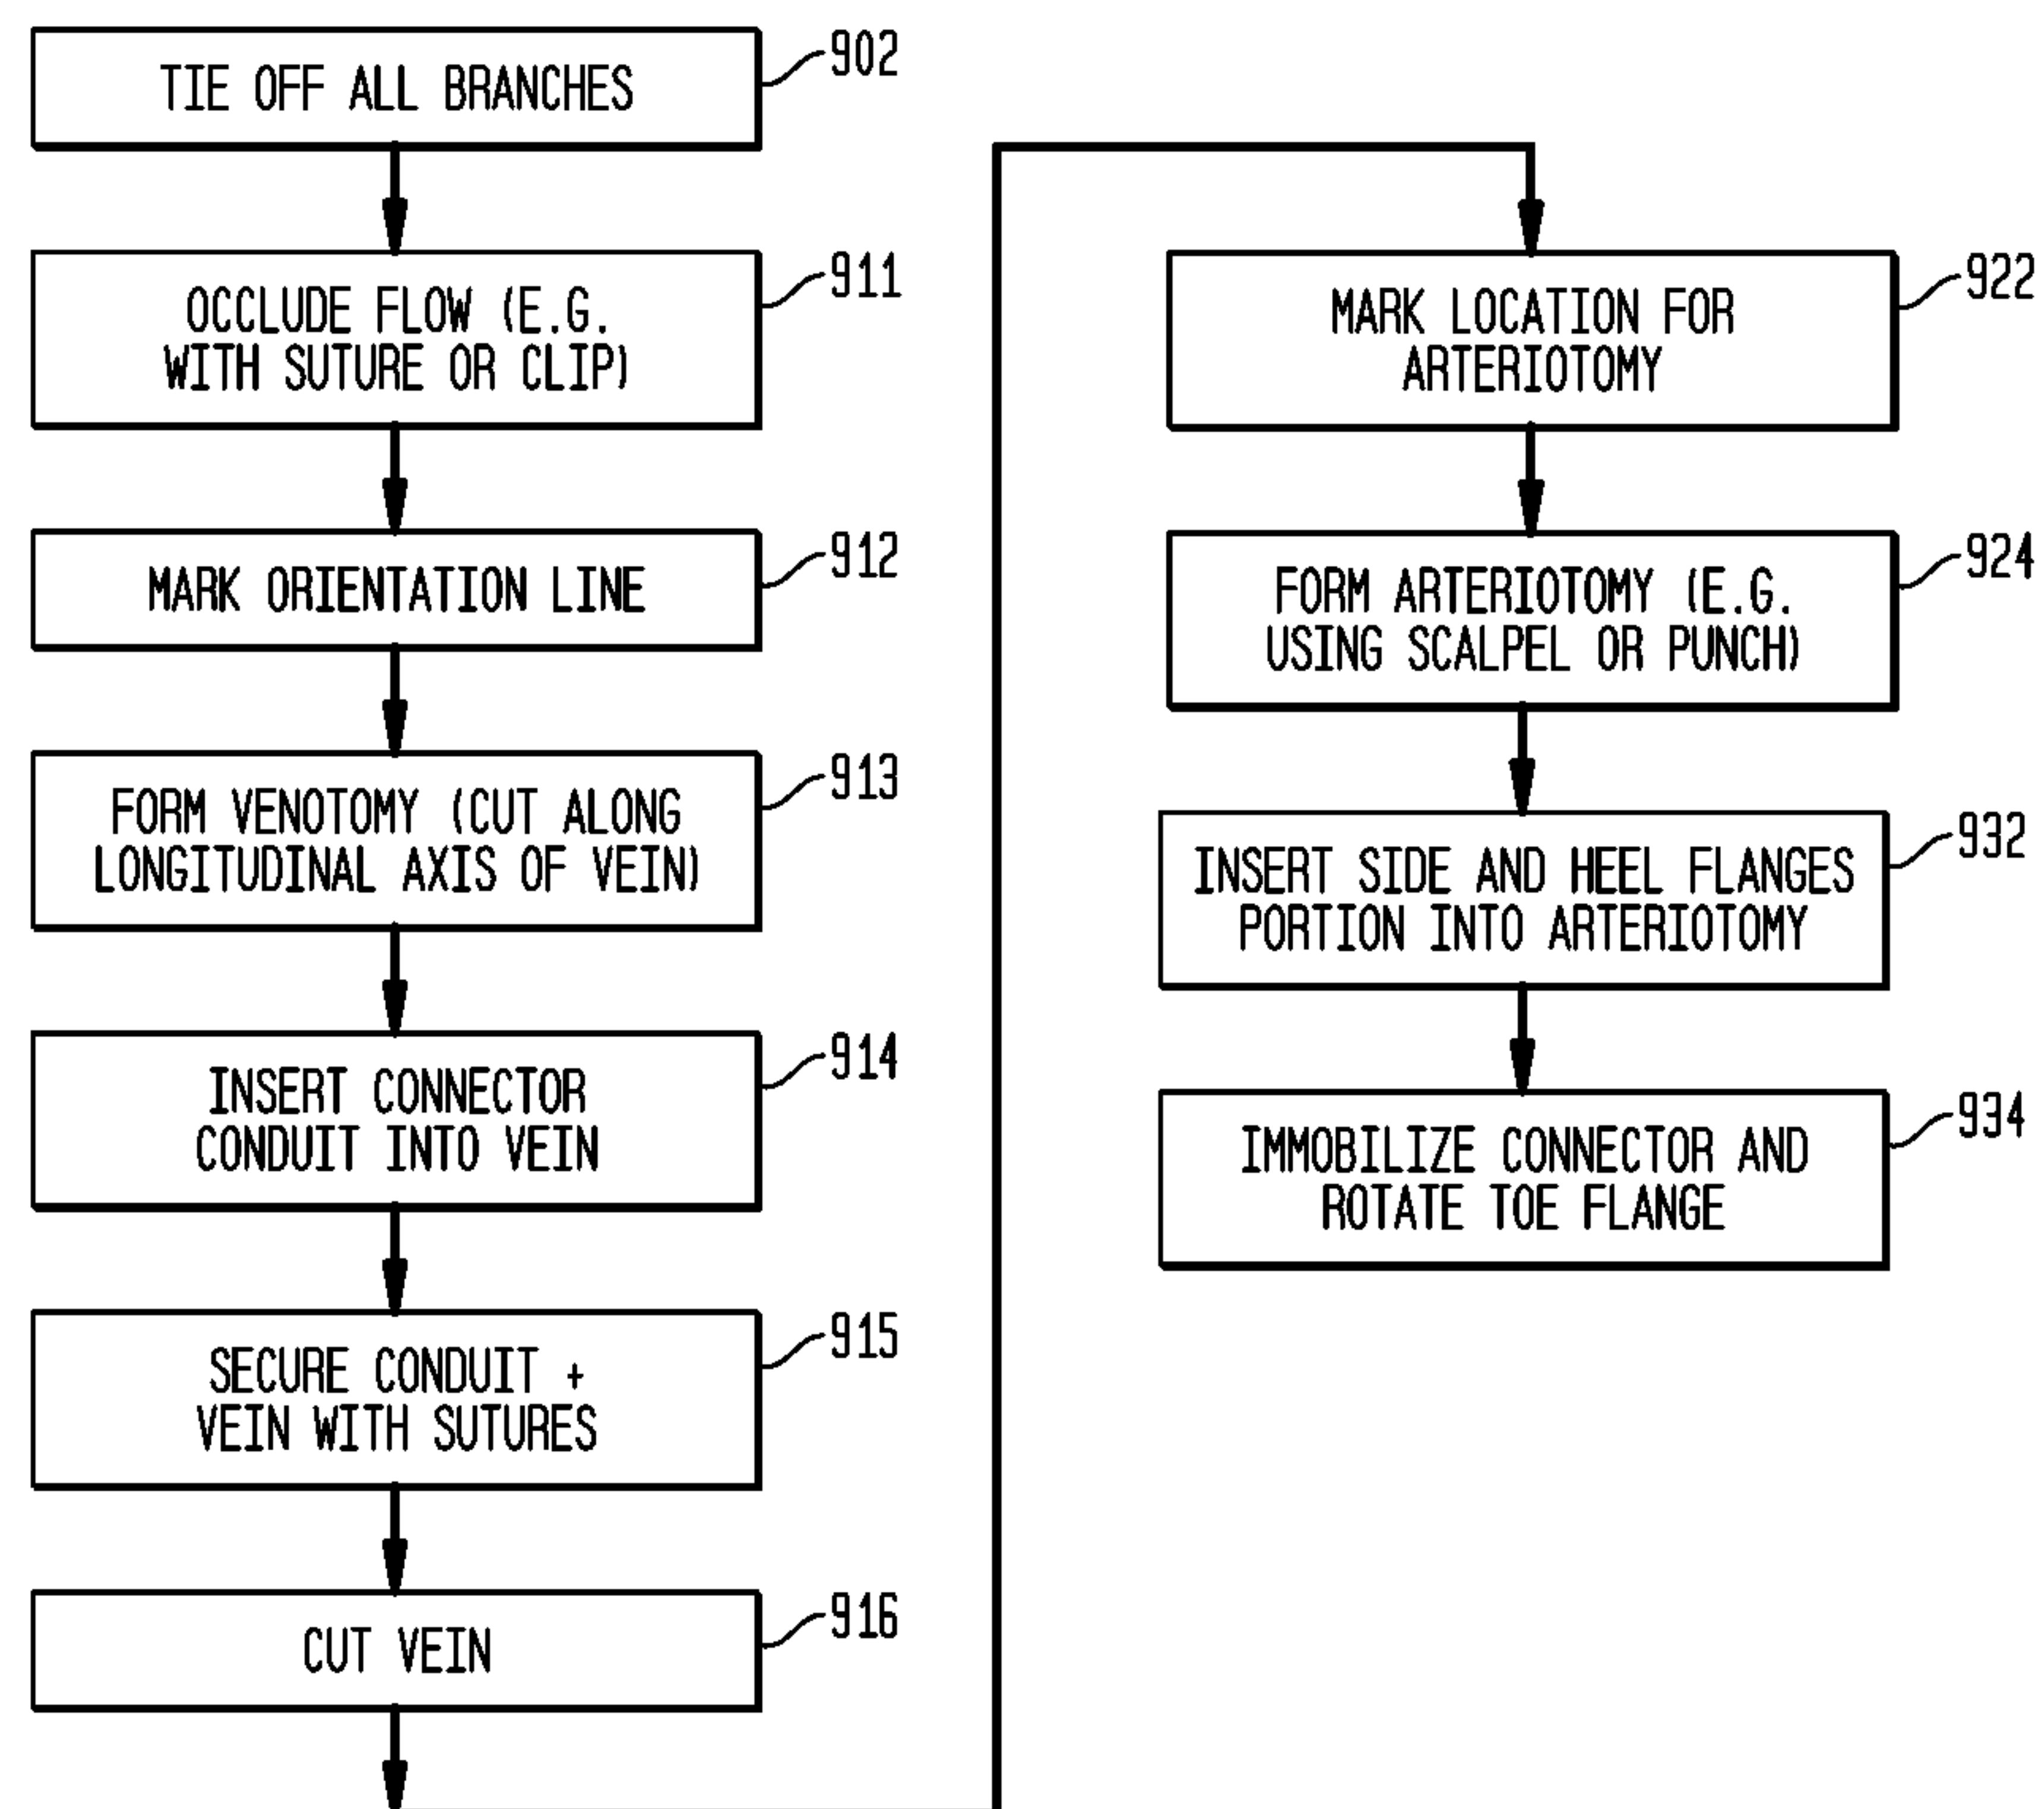 TIE OFF ALL BRANCHES
902
OCCLUDE FLOW (E.G.
WITH SUTURE OR CLIP)
911
MARK ORIENTATION LINE
912
FORM VENOTOMY (CUT ALONG
LONGITUDINAL AXIS OF VEIN)
913
INSERT CONNECTOR
CONDUIT INTO VEIN
914
SECURE CONDUIT +
VEIN WITH SUTURES
915
CUT VEIN
916
MARK LOCATION FOR
ARTERIOTOMY
922
FORM ARTERIOTOMY (E.G.
USING SCALPEL OR PUNCH)
924
INSERT SIDE AND HEEL FLANGES
PORTION INTO ARTERIOTOMY
932
IMMOBILIZE CONNECTOR AND
ROTATE TOE FLANGE
934